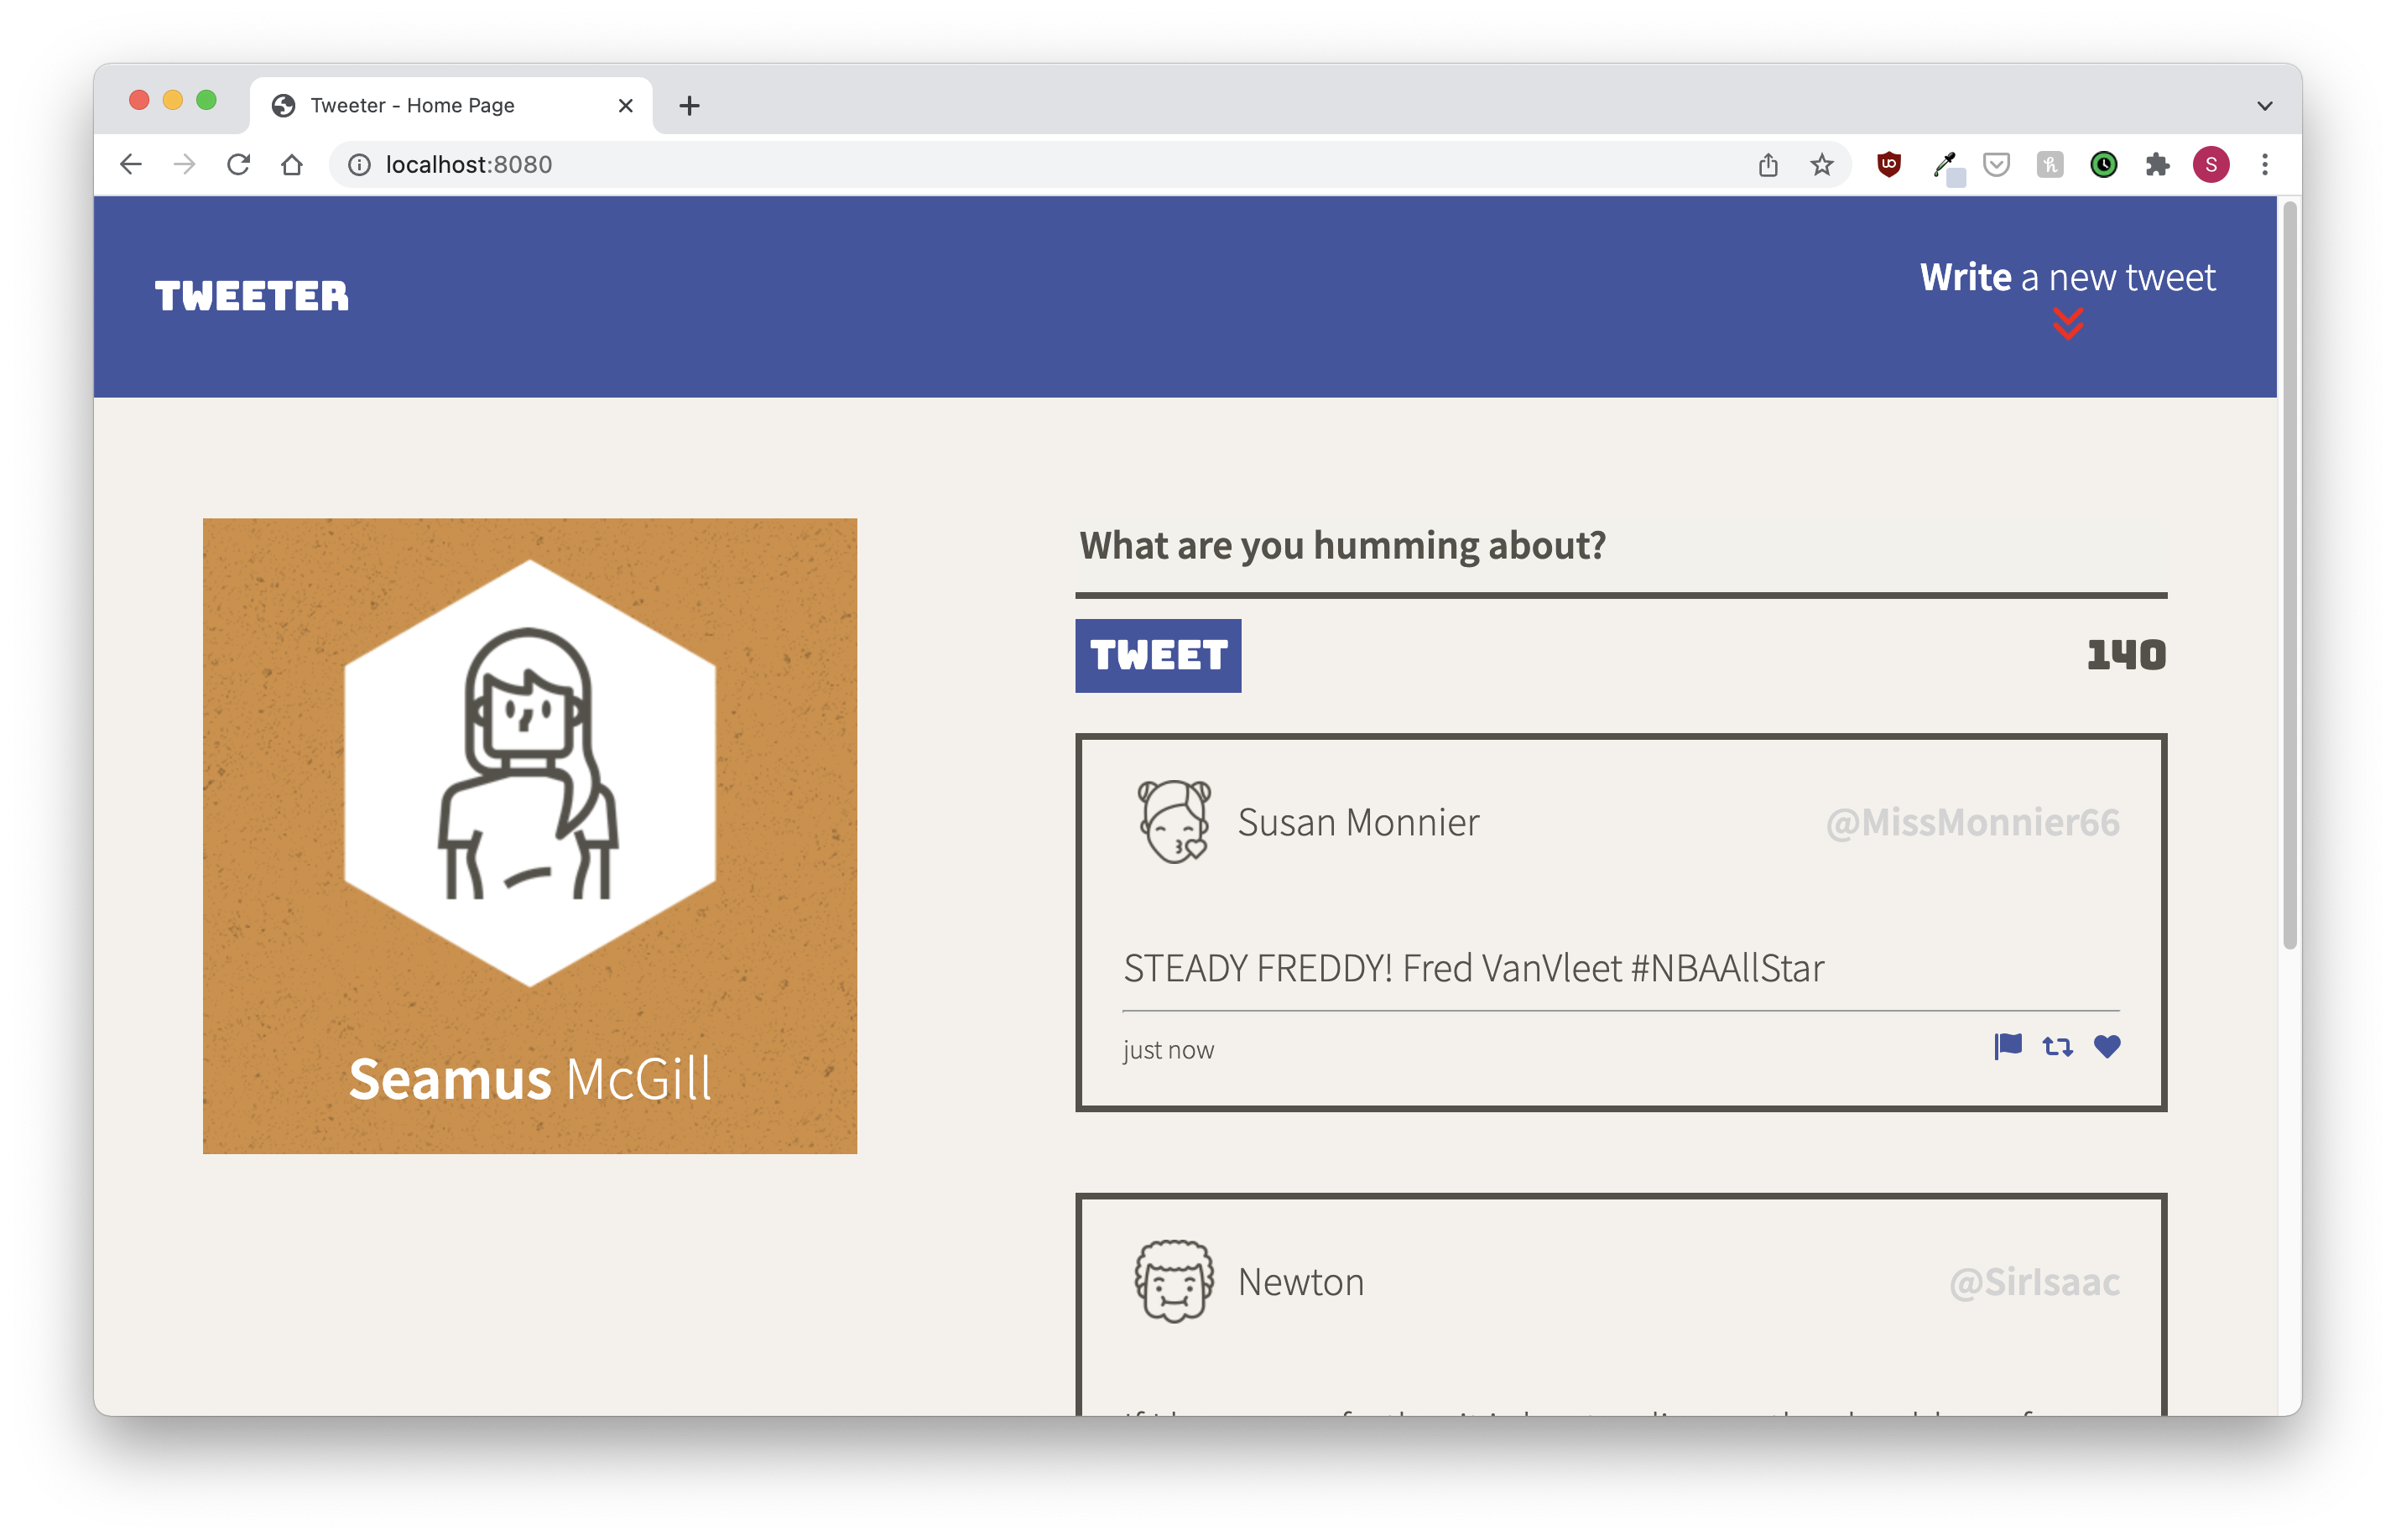 Tweeter - Home Page
localhost:8080
S
TWEETER
Write a new tweet
What are you humming about?
TWEET
140
Susan Monnier
@MissMonnier66
STEADY FREDDY! Fred VanVleet #NBAAllStar
just now
Seamus McGill
Newton
@SirIsaac